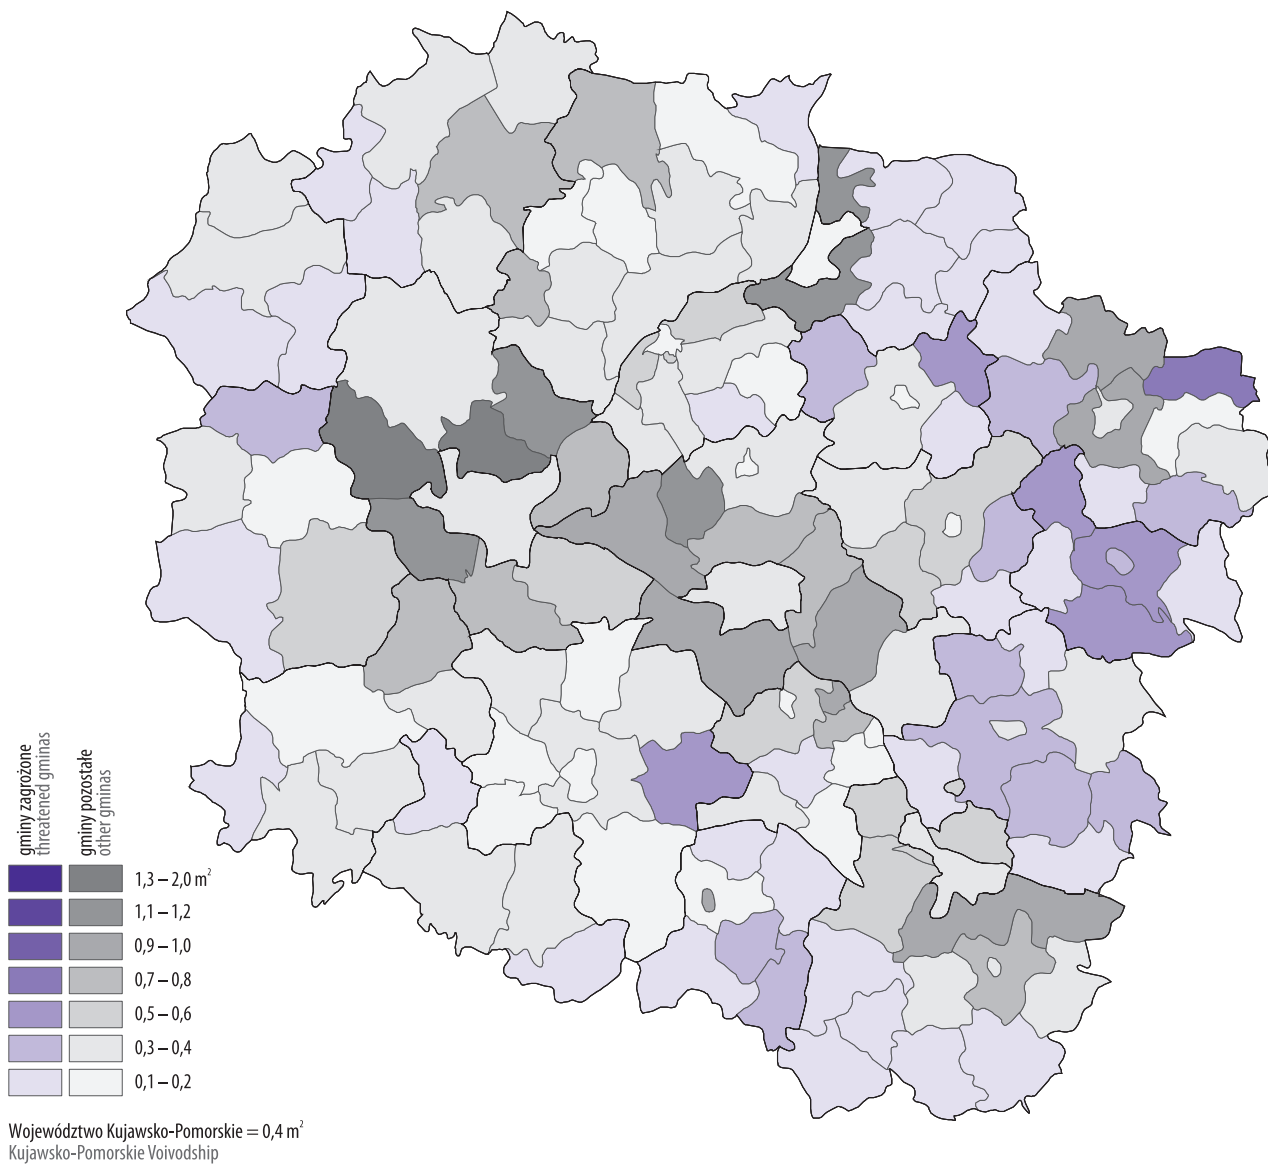 gminy zagrożone
threatened gminas
gminy pozostałe
other gminas
1,3 – 2,0 m²
1,1 – 1,2
0,9 – 1,0
0,7 – 0,8
0,5 – 0,6
0,3 – 0,4
0,1 – 0,2
Województwo Kujawsko-Pomorskie = 0,4 m²
Kujawsko-Pomorskie Voivodship